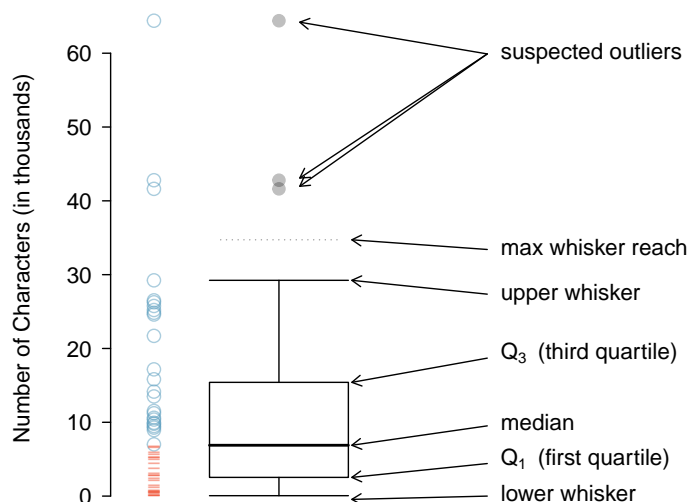 Number of Characters (in thousands)
60
50
40
30
20
10
0
suspected outliers
max whisker reach
upper whisker
Q3 (third quartile)
median
Q1 (first quartile)
lower whisker